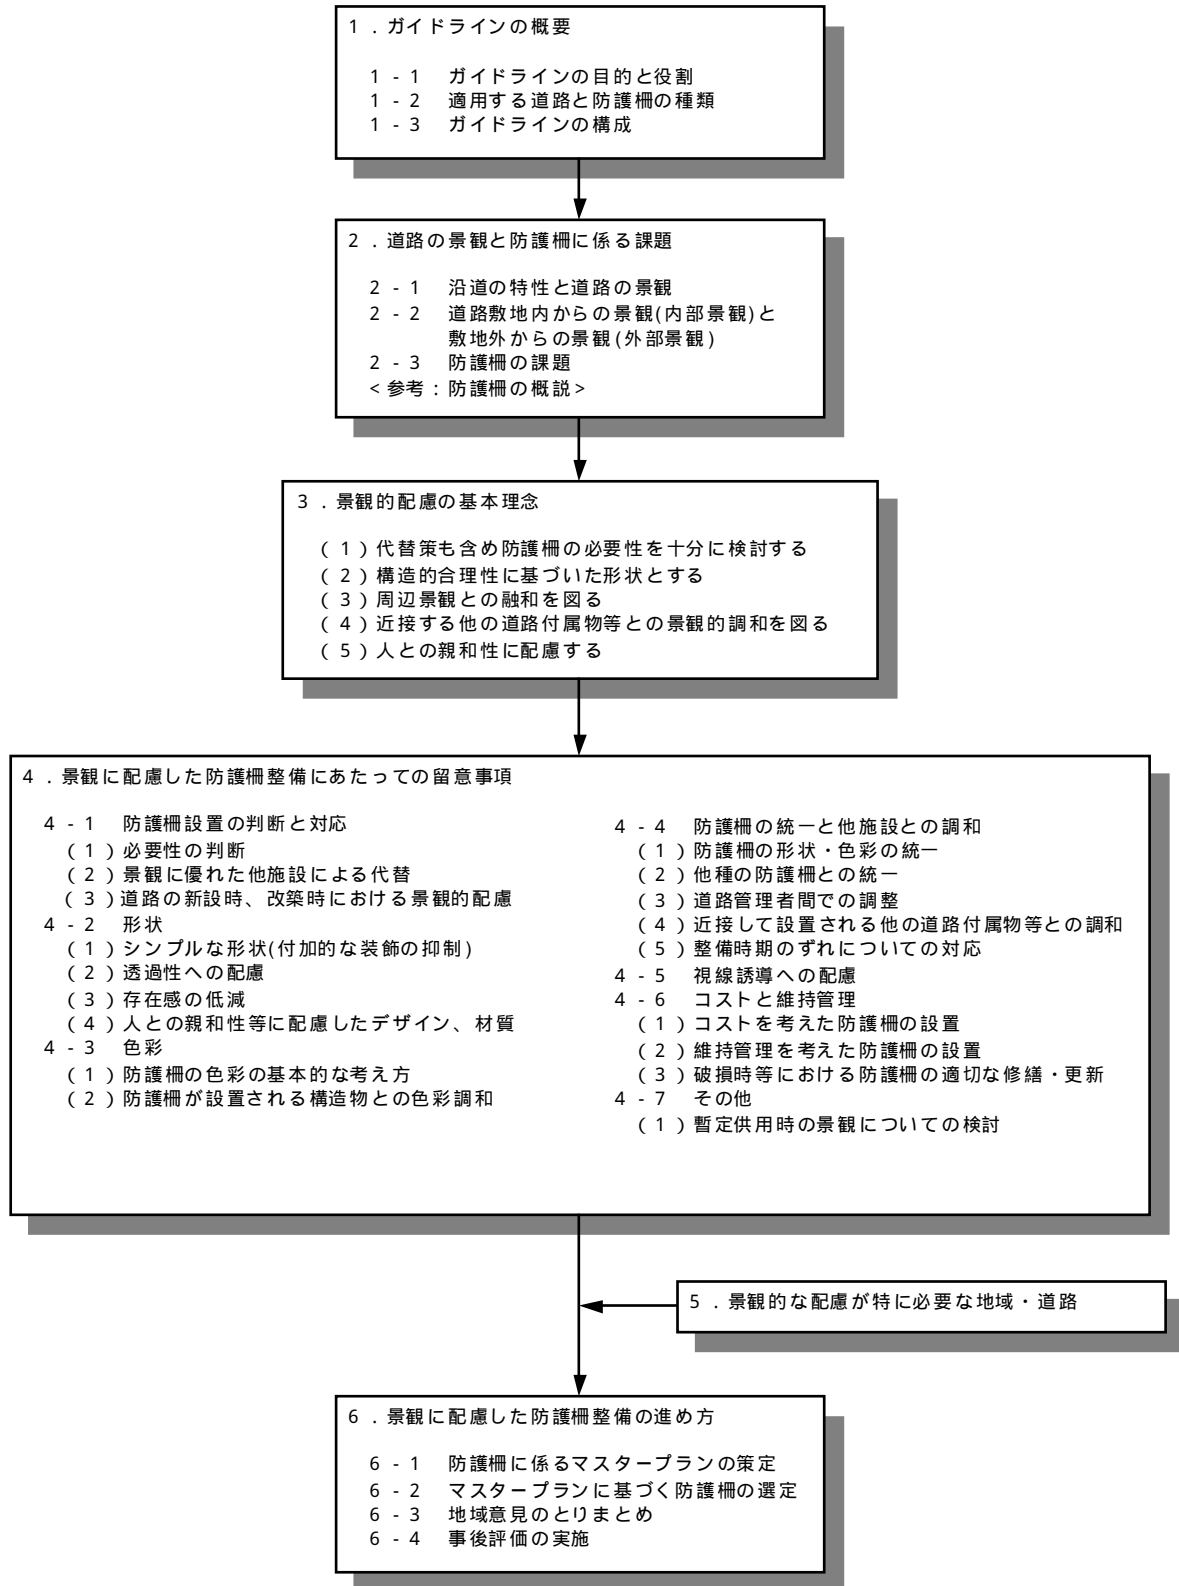 1．ガイドラインの概要
1-1 ガイドラインの目的と役割
1-2 適用する道路と防護柵の種類
1-3 ガイドラインの構成
2．道路の景観と防護柵に係る課題
2-1 沿道の特性と道路の景観
2-2 道路敷地内からの景観(内部景観)と
敷地外からの景観(外部景観)
2-3 防護柵の課題
<参考：防護柵の概説>
3．景観的配慮の基本理念
(1)代替策も含め防護柵の必要性を十分に検討する
(2)構造的合理性に基づいた形状とする
(3)周辺景観との融和を図る
(4)近接する他の道路付属物等との景観的調和を図る
(5)人との親和性に配慮する
4．景観に配慮した防護柵整備にあたっての留意事項
4-1 防護柵設置の判断と対応
(1)必要性の判断
(2)景観に優れた他施設による代替
(3)道路の新設時、改築時における景観的配慮
4-2 形状
(1)シンプルな形状(付加的な装飾の抑制)
(2)透過性への配慮
(3)存在感の低減
(4)人との親和性等に配慮したデザイン、材質
4-3 色彩
(1)防護柵の色彩の基本的な考え方
(2)防護柵が設置される構造物との色彩調和
4-4 防護柵の統一と他施設との調和
(1)防護柵の形状・色彩の統一
(2)他種の防護柵との統一
(3)道路管理者間での調整
(4)近接して設置される他の道路付属物等との調和
(5)整備時期のずれについての対応
4-5 視線誘導への配慮
4-6 コストと維持管理
(1)コストを考えた防護柵の設置
(2)維持管理を考えた防護柵の設置
(3)破損時等における防護柵の適切な修繕・更新
4-7 その他
(1)暫定供用時の景観についての検討
5．景観的な配慮が特に必要な地域・道路
6．景観に配慮した防護柵整備の進め方
6-1 防護柵に係るマスタープランの策定
6-2 マスタープランに基づく防護柵の選定
6-3 地域意見のとりまとめ
6-4 事後評価の実施